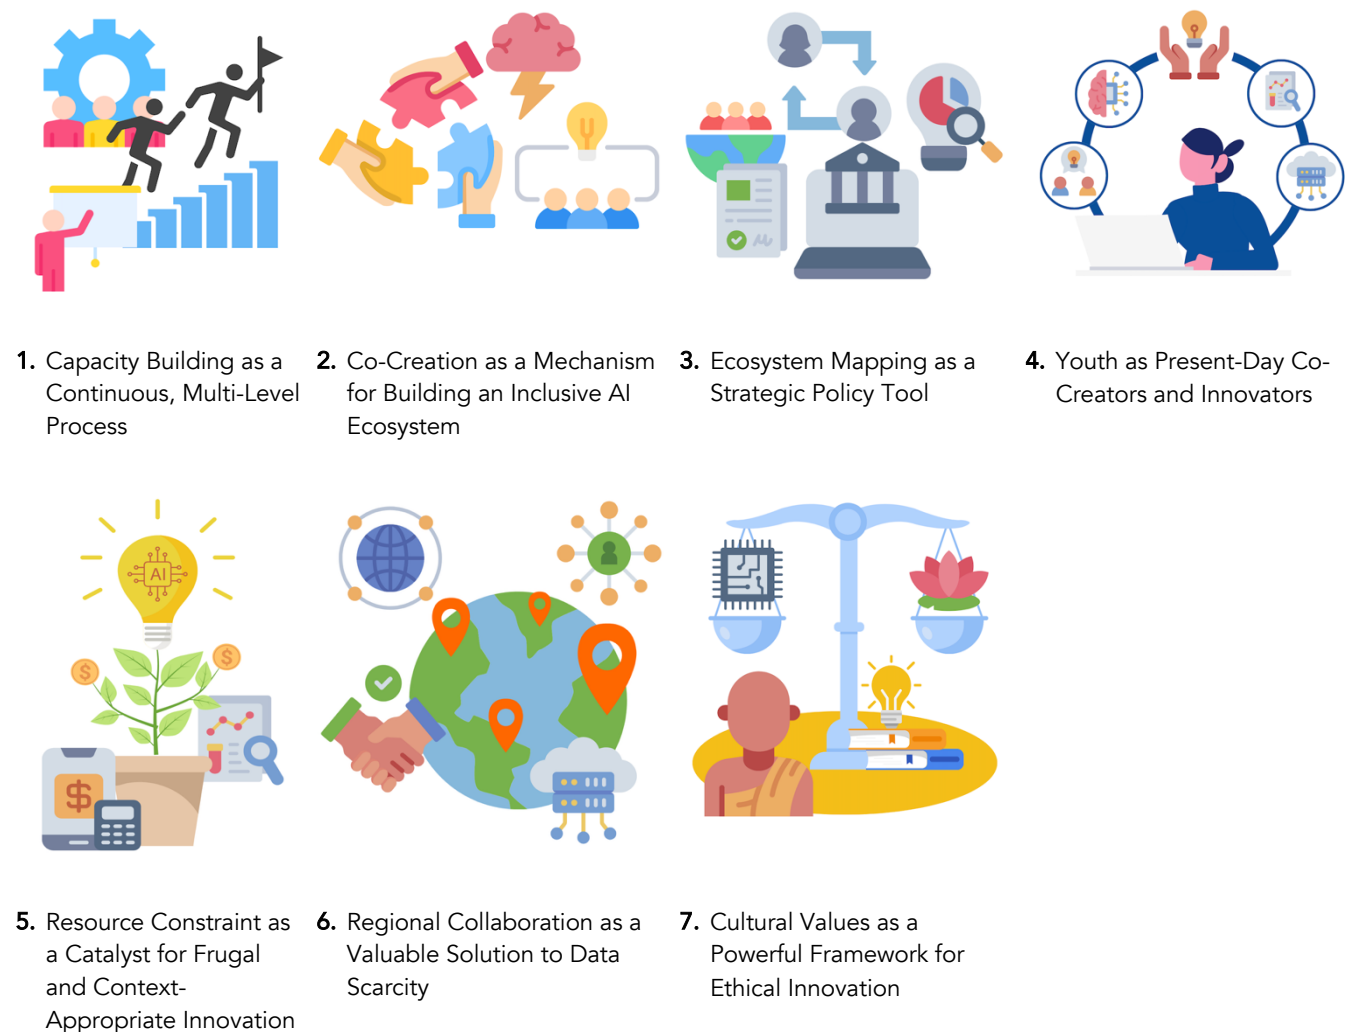 1. Capacity Building as a
Continuous, Multi-Level
Process
2. Co-Creation as a Mechanism
for Building an Inclusive AI
Ecosystem
3. Ecosystem Mapping as a
Strategic Policy Tool
4. Youth as Present-Day Co-
Creators and Innovators
AI
$
$
$
5. Resource Constraint as
a Catalyst for Frugal
and Context-
Appropriate Innovation
6. Regional Collaboration as a
Valuable Solution to Data
Scarcity
7. Cultural Values as a
Powerful Framework for
Ethical Innovation